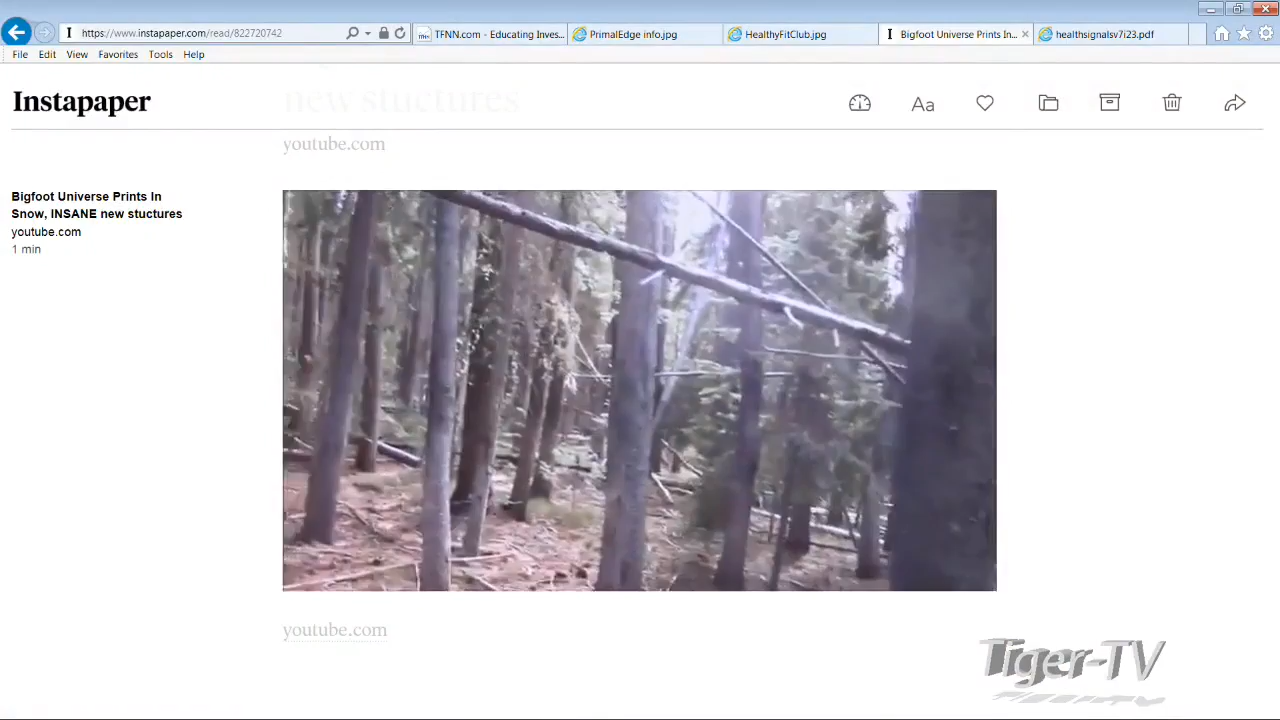 https://www.instapaper.com/read/822720742
TFNN.com - Educating Inves...
PrimalEdge info.jpg
HealthyFitClub.jpg
Bigfoot Universe Prints In...
healthsignalsv7i23.pdf
File Edit View Favorites Tools Help
Instapaper
new stuctures
Aa
youtube.com
Bigfoot Universe Prints In
Snow, INSANE new stuctures
youtube.com
1 min
youtube.com
Tiger-TV